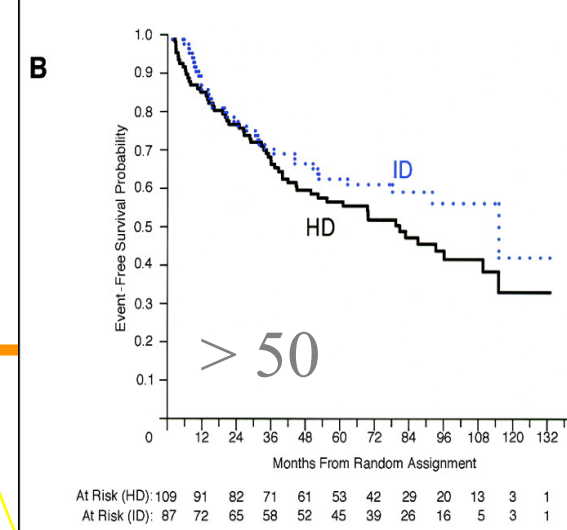 B
Event-Free Survival Probability
1.0
0.9
0.8
0.7
0.6
0.5
0.4
0.3
0.2
0.1
ID
HD
> 50
0 12 24 36 48 60 72 84 96 108 120 132
Months From Random Assignment
At Risk (HD): 109 91 82 71 61 53 42 29 20 13 3 1
At Risk (ID): 87 72 65 58 52 45 39 26 16 5 3 1